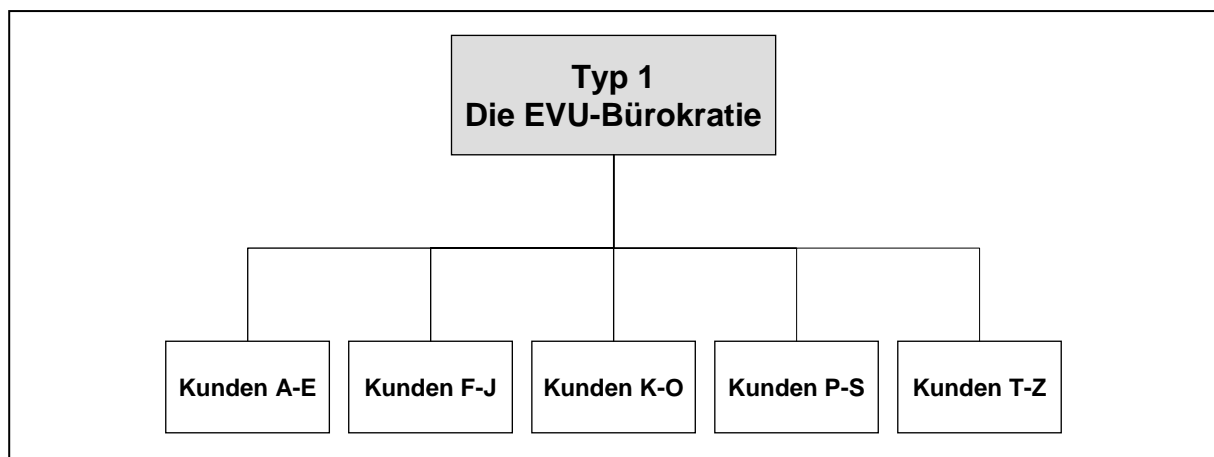 Typ 1
Die EVU-Bürokratie
Kunden A-E
Kunden F-J
Kunden K-O
Kunden P-S
Kunden T-Z